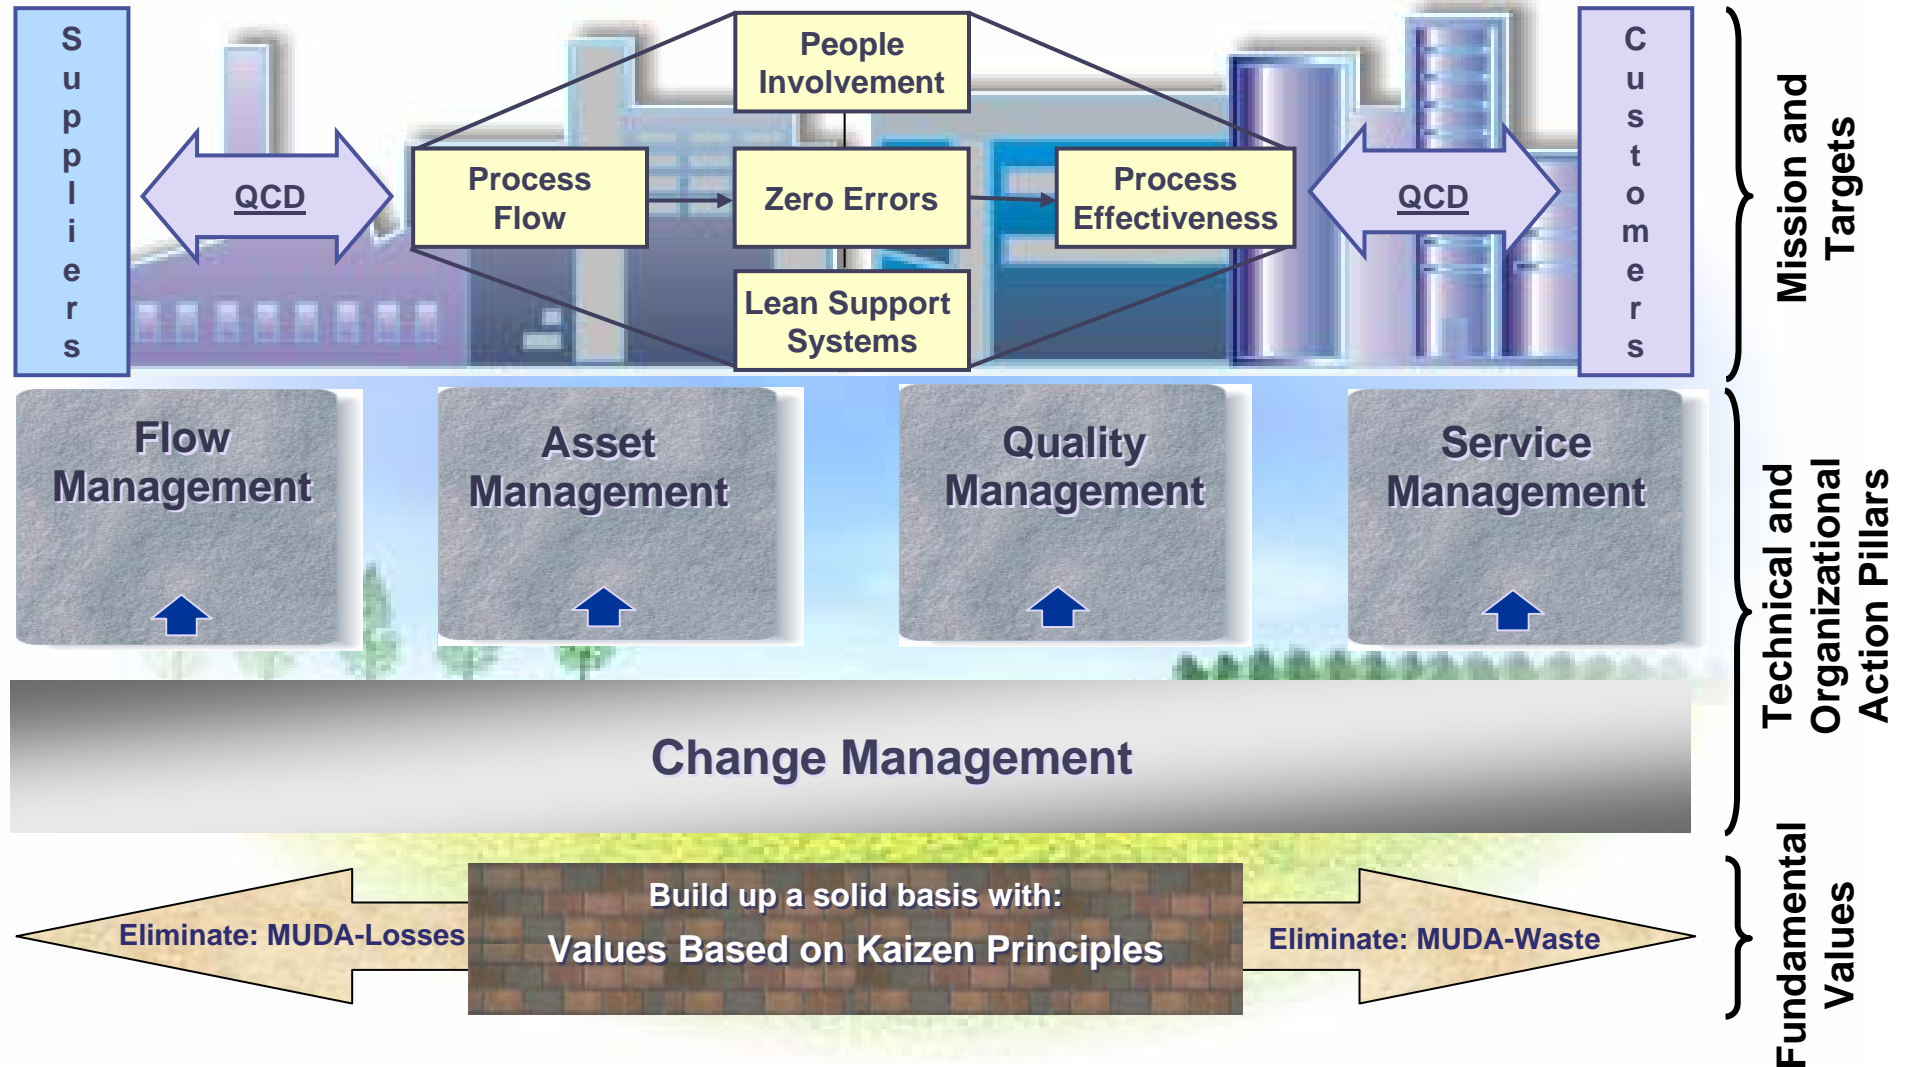 Suppliers
QCD
People
Involvement
Process
Flow
Zero Errors
Process
Effectiveness
Lean Support
Systems
QCD
Customers
Mission and
Targets
Flow
Management
Asset
Management
Quality
Management
Service
Management
Change Management
Technical and
Organizational
Action Pillars
Eliminate: MUDA-Losses
Build up a solid basis with:
Values Based on Kaizen Principles
Eliminate: MUDA-Waste
Fundamental
Values